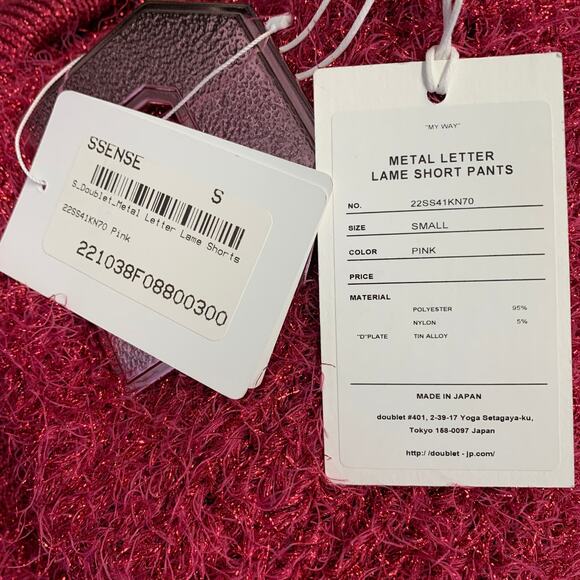 SSENSE
S
S_Doublet_Metal Letter Lame Shorts
22SS41KN70 Pink
221038F08800300
"MY WAY"
METAL LETTER
LAME SHORT PANTS
NO. 22SS41KN70
SIZE SMALL
COLOR PINK
PRICE
MATERIAL
POLYESTER 95%
NYLON 5%
"D"PLATE TIN ALLOY
MADE IN JAPAN
doublet #401, 2-39-17 Yoga Setagaya-ku,
Tokyo 158-0097 Japan
http: //doublet - jp.com/